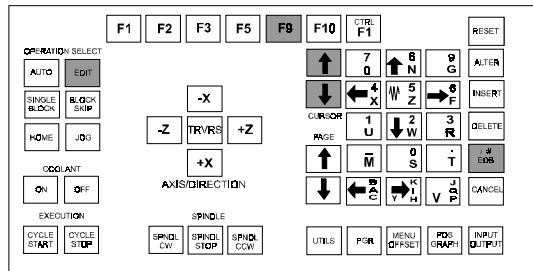 F1 F2 F3 F5 F9 F10 CTRL F1
RESET
OPERATION SELECT
AUTO EDIT
7 8 N 9 G ALTER
SINGLE BLOCK BLOCK SKIP
-X
4 X 5 Z 6 F INSERT
HOME JOG
-Z TRVRS +Z
CURSOR
1 U 2 W 3 R DELETE
PAGE
+X
M 0 S T / # EOB
AXIS/DIRECTION
COOLANT
ON OFF
B A C Y K I H V J Q P CANCEL
EXECUTION
SPINDLE
CYCLE START CYCLE STOP
SPNDL CW SPINDL STOP SPNDL CCW
UTILS PGR MENU OFFSET POS GRAPH INPUT OUTPUT